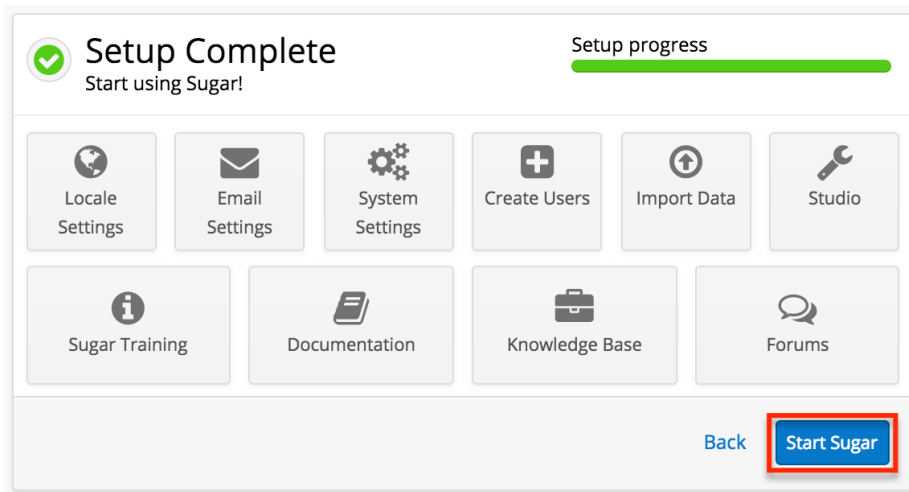 Setup Complete
Setup progress
Start using Sugar!
Locale
Settings
Email
Settings
System
Settings
Create Users
Import Data
Studio
Sugar Training
Documentation
Knowledge Base
Forums
Back
Start Sugar